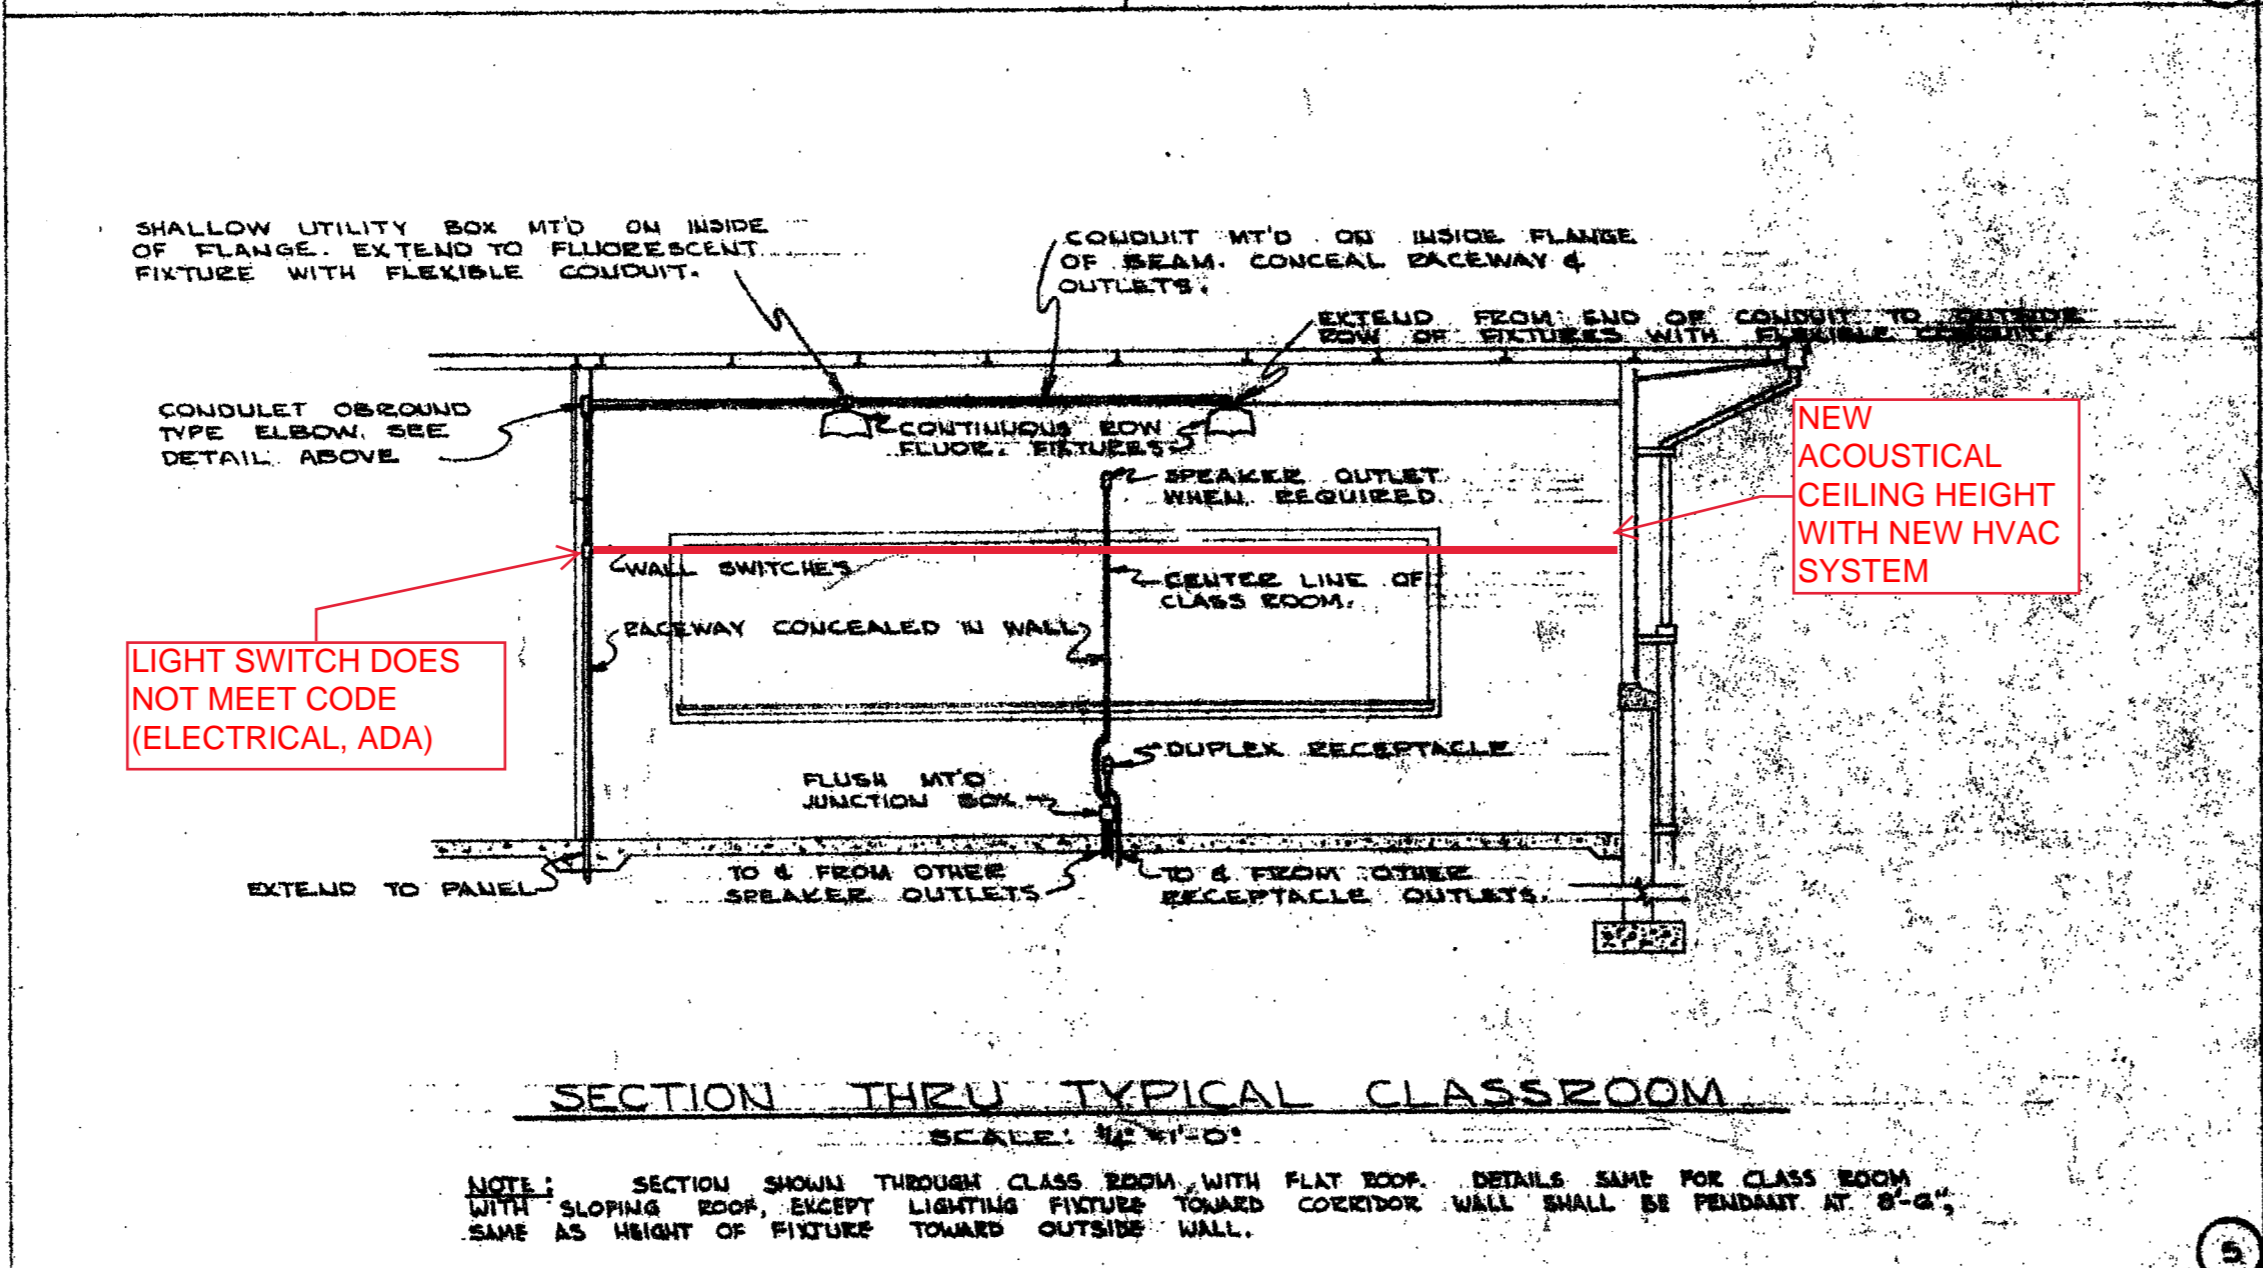 SHALLOW UTILITY BOX MT'D ON INSIDE
OF FLANGE. EXTEND TO FLUORESCENT
FIXTURE WITH FLEXIBLE CONDUIT.
CONDUIT MT'D ON INSIDE FLANGE
OF BEAM. CONCEAL RACEWAY &
OUTLETS.
EXTEND FROM END OF CONDUIT TO OUTSIDE
ROW OF FIXTURES WITH FLEXIBLE CONDUIT.
CONDULET OBROUND
TYPE ELBOW. SEE
DETAIL ABOVE
CONTINUOUS ROW
FLUOR. FIXTURES
NEW
ACOUSTICAL
CEILING HEIGHT
WITH NEW HVAC
SYSTEM
SPEAKER OUTLET
WHEN REQUIRED
WALL SWITCHES
CENTER LINE OF
CLASS ROOM.
RACEWAY CONCEALED IN WALL
LIGHT SWITCH DOES
NOT MEET CODE
(ELECTRICAL, ADA)
DUPLEX RECEPTACLE
FLUSH MT'D
JUNCTION BOX
EXTEND TO PANEL
TO & FROM OTHER
SPEAKER OUTLETS
TO & FROM OTHER
RECEPTACLE OUTLETS.
SECTION THRU TYPICAL CLASSROOM
SCALE: 1/4" = 1'-0"
NOTE: SECTION SHOWN THROUGH CLASS ROOM WITH FLAT ROOF. DETAILS SAME FOR CLASS ROOM
WITH SLOPING ROOF, EXCEPT LIGHTING FIXTURE TOWARD CORRIDOR WALL SHALL BE PENDANT AT
SAME AS HEIGHT OF FIXTURE TOWARD OUTSIDE WALL.
5